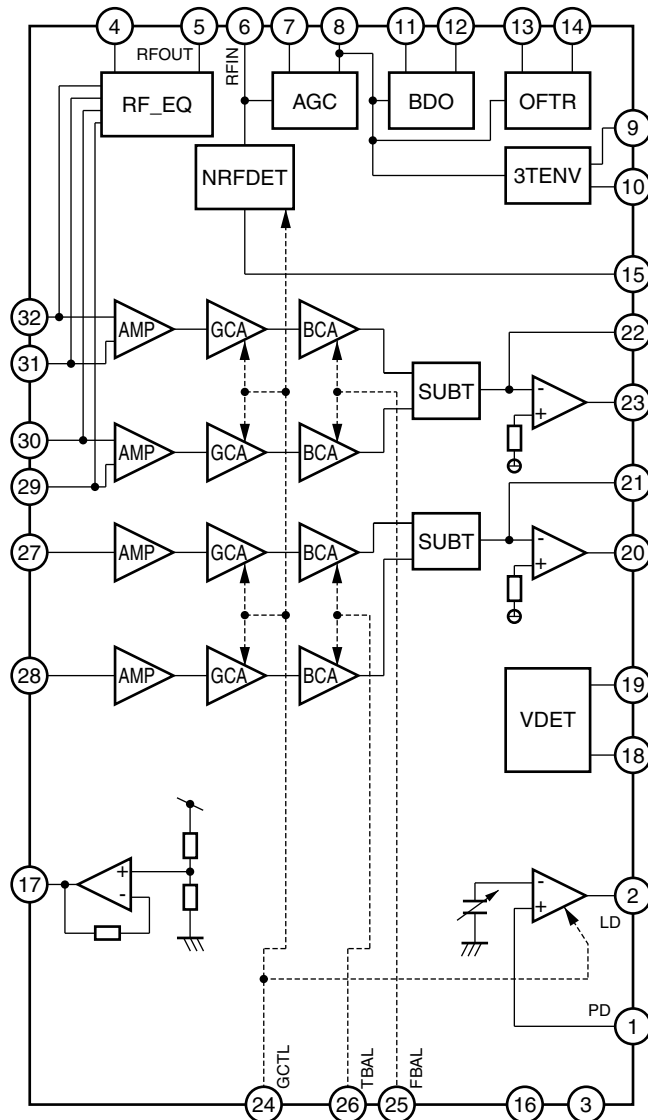 4 5 6 7 8 11 12 13 14
RFOUT
RFIN
RF_EQ
AGC
BDO
OFTR
9
NRFDET
3TENV
10
15
32
AMP GCA BCA
22
31
SUBT
-
+
23
30
AMP GCA BCA
29
21
27
AMP GCA BCA
SUBT
-
+
20
28
AMP GCA BCA
19
VDET
18
17
+
-
-
+
2
LD
PD
1
GCTL
TBAL
FBAL
24 26 25 16 3